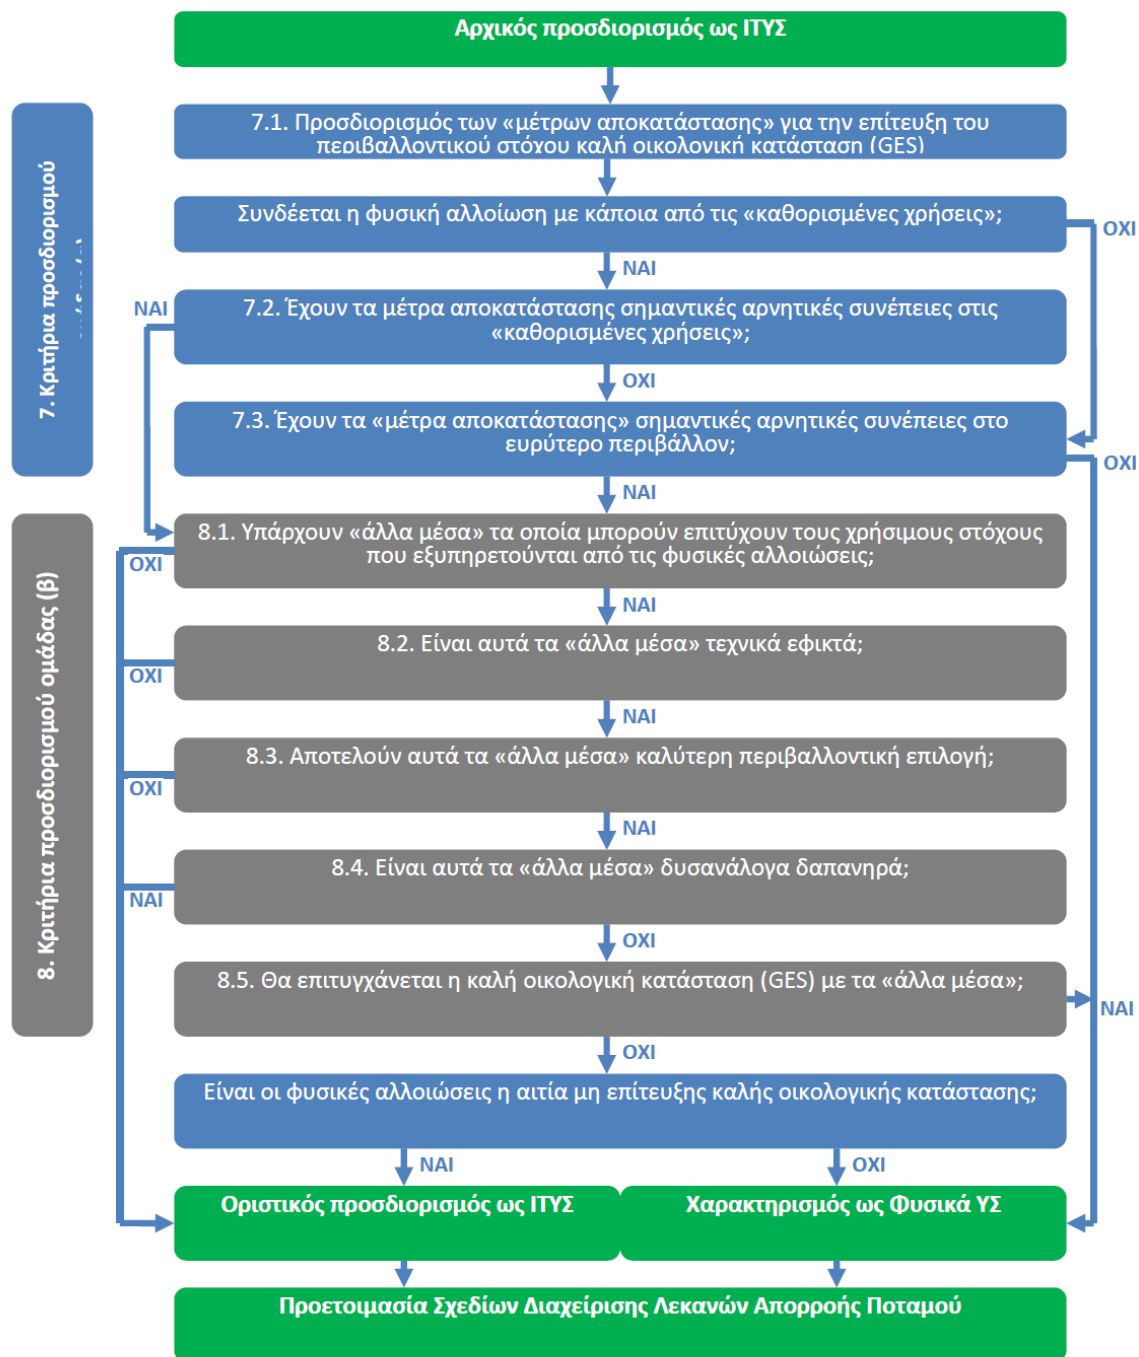 Αρχικός προσδιορισμός ως ΙΤΥΣ
7. Κριτήρια προσδιορισμού
7.1. Προσδιορισμός των «μέτρων αποκατάστασης» για την επίτευξη του
περιβαλλοντικού στόχου καλή οικολογική κατάσταση (GES)
Συνδέεται η φυσική αλλοίωση με κάποια από τις «καθορισμένες χρήσεις»;
ΟΧΙ
ΝΑΙ
ΝΑΙ
7.2. Έχουν τα μέτρα αποκατάστασης σημαντικές αρνητικές συνέπειες στις
«καθορισμένες χρήσεις»;
ΟΧΙ
7.3. Έχουν τα «μέτρα αποκατάστασης» σημαντικές αρνητικές συνέπειες στο
ευρύτερο περιβάλλον;
ΟΧΙ
ΝΑΙ
8. Κριτήρια προσδιορισμού ομάδας (β)
8.1. Υπάρχουν «άλλα μέσα» τα οποία μπορούν επιτύχουν τους χρήσιμους στόχους
που εξυπηρετούνται από τις φυσικές αλλοιώσεις;
ΟΧΙ
ΝΑΙ
8.2. Είναι αυτά τα «άλλα μέσα» τεχνικά εφικτά;
ΟΧΙ
ΝΑΙ
8.3. Αποτελούν αυτά τα «άλλα μέσα» καλύτερη περιβαλλοντική επιλογή;
ΟΧΙ
ΝΑΙ
8.4. Είναι αυτά τα «άλλα μέσα» δυσανάλογα δαπανηρά;
ΝΑΙ
ΟΧΙ
8.5. Θα επιτυγχάνεται η καλή οικολογική κατάσταση (GES) με τα «άλλα μέσα»;
ΝΑΙ
ΟΧΙ
Είναι οι φυσικές αλλοιώσεις η αιτία μη επίτευξης καλής οικολογικής κατάστασης;
ΝΑΙ
ΟΧΙ
Οριστικός προσδιορισμός ως ΙΤΥΣ
Χαρακτηρισμός ως Φυσικά ΥΣ
Προετοιμασία Σχεδίων Διαχείρισης Λεκανών Απορροής Ποταμού